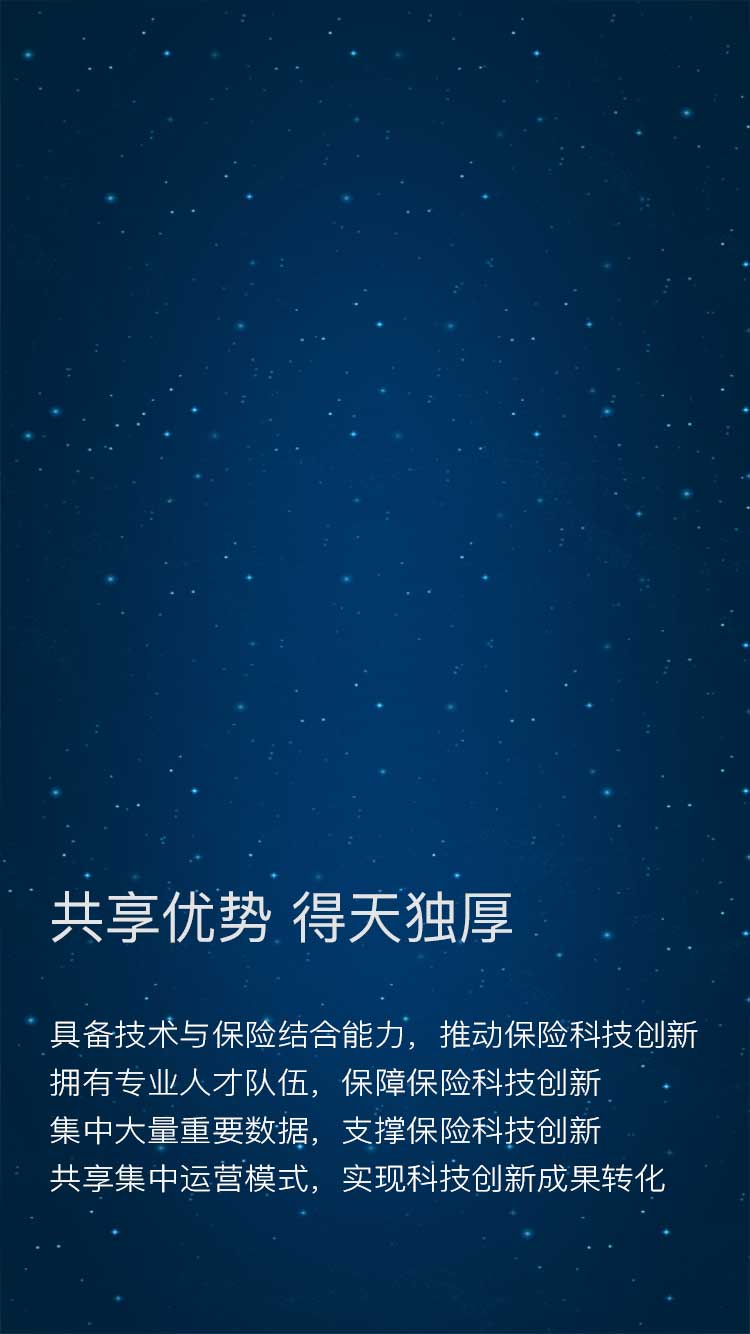 共享优势 得天独厚
具备技术与保险结合能力，推动保险科技创新
拥有专业人才队伍，保障保险科技创新
集中大量重要数据，支撑保险科技创新
共享集中运营模式，实现科技创新成果转化